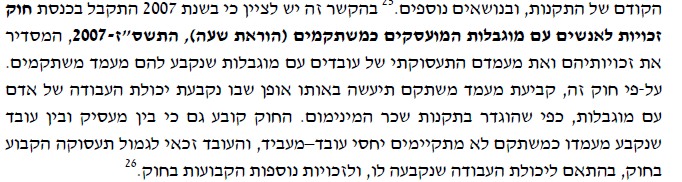 הקודם של התקנות, ובנושאים נוספים.25 בהקשר זה יש לציין כי בשנת 2007 התקבל בכנסת חוק
זכויות לאנשים עם מוגבלות המועסקים כמשתקמים (הוראת שעה), התשס"ז-2007, המסדיר
את זכויותיהם ואת מעמדם התעסוקתי של עובדים עם מוגבלות שנקבע להם מעמד משתקמים.
על-פי חוק זה, קביעת מעמד משתקם תיעשה באותו אופן שבו נקבעת יכולת העבודה של אדם
עם מוגבלות, כפי שהוגדר בתקנות שכר המינימום. החוק קובע גם כי בין מעסיק ובין עובד
שנקבע מעמדו כמשתקם לא מתקיימים יחסי עובד–מעביד, והעובד זכאי לגמול תעסוקה הקבוע
בחוק, בהתאם ליכולת העבודה שנקבעה לו, ולזכויות נוספות הקבועות בחוק.26